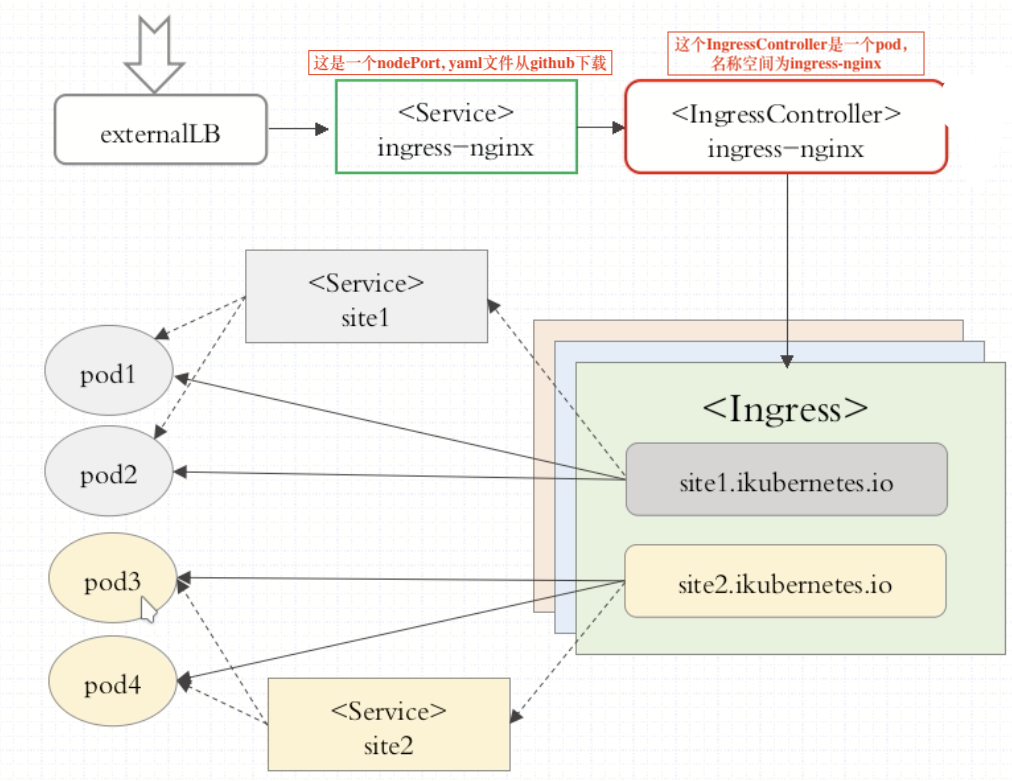 这是一个nodePort, yaml文件从github下载
这个IngressController是一个pod，
名称空间为ingress-nginx
externalLB
<Service>
ingress-nginx
<IngressController>
ingress-nginx
<Service>
site1
pod1
pod2
pod3
pod4
<Ingress>
site1.ikubernetes.io
site2.ikubernetes.io
<Service>
site2